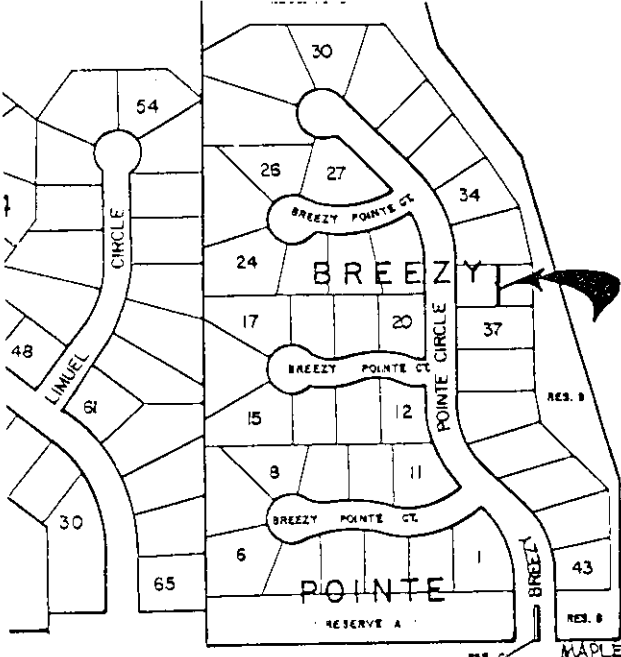 30
54
26
27
34
BREEZY POINTE CT.
CIRCLE
24
BREEZY
17
20
37
48
LIMUEL
61
BREEZY POINTE CT.
POINTE CIRCLE
RES. B
15
12
8
11
30
BREEZY POINTE CT.
6
1
BREEZY
43
65
POINTE
RESERVE A
RES. B
MAPLE